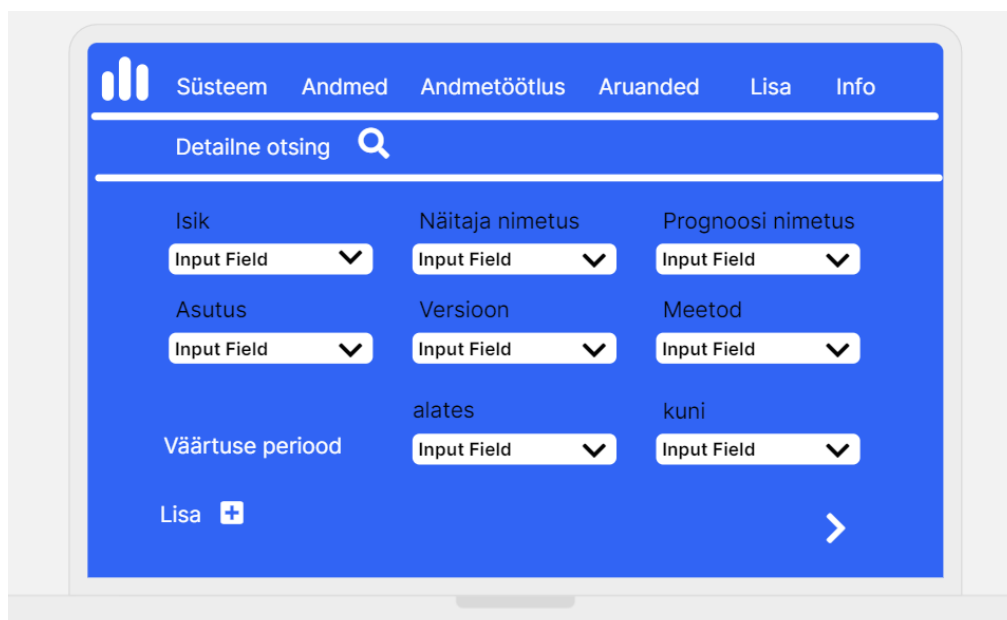 Süsteem Andmed Andmetöötlus Aruanded Lisa Info
Detailne otsing
Isik Näitaja nimetus Prognoosi nimetus
Input Field Input Field Input Field
Asutus Versioon Meetod
Input Field Input Field Input Field
alates kuni
Väärtuse periood Input Field Input Field
Lisa